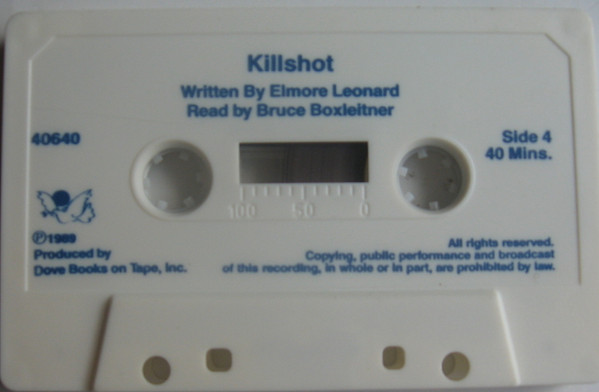 Killshot
Written By Elmore Leonard
Read by Bruce Boxleitner
40640
Side 4
40 Mins.
100 50 0
℗1989
Produced by
Dove Books on Tape, Inc.
All rights reserved.
Copying, public performance and broadcast
of this recording, in whole or in part, are prohibited by law.